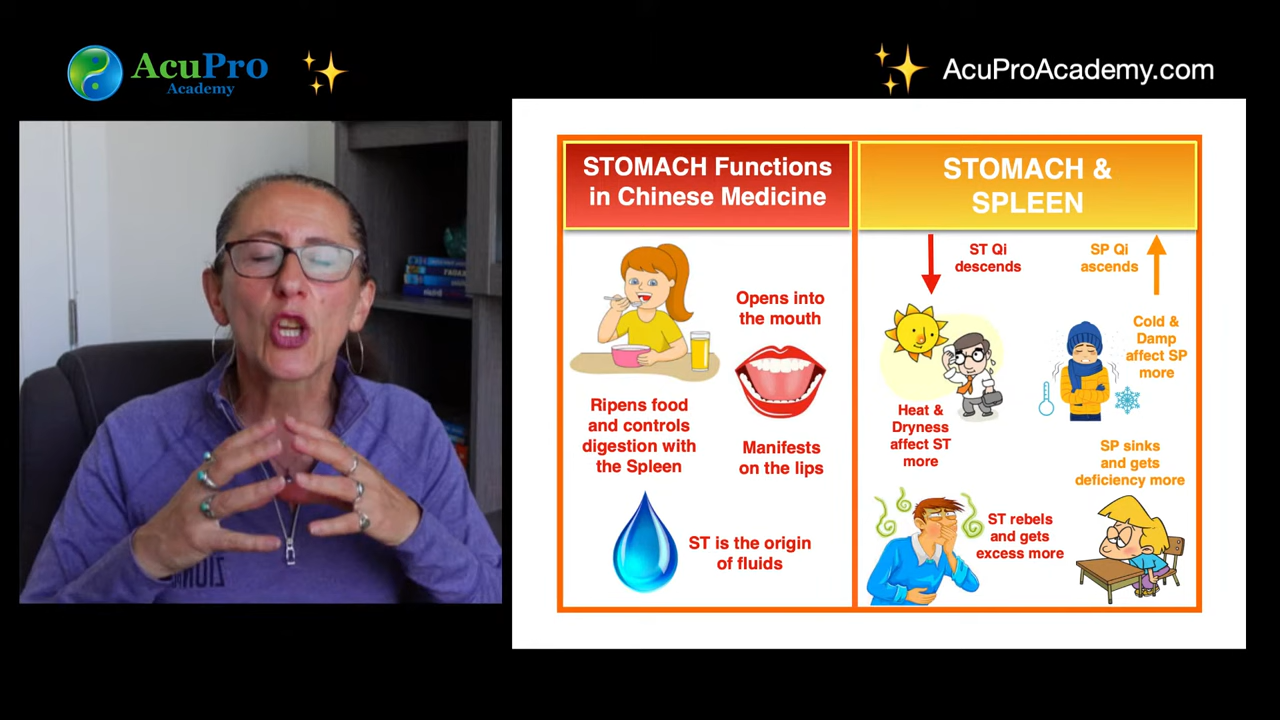 AcuPro
Academy
AcuProAcademy.com
STOMACH Functions
in Chinese Medicine
Opens into
the mouth
Ripens food
and controls
digestion with
the Spleen
Manifests
on the lips
ST is the origin
of fluids
STOMACH &
SPLEEN
ST Qi
descends
SP Qi
ascends
Cold &
Damp
affect SP
more
Heat &
Dryness
affect ST
more
SP sinks
and gets
deficiency more
ST rebels
and gets
excess more